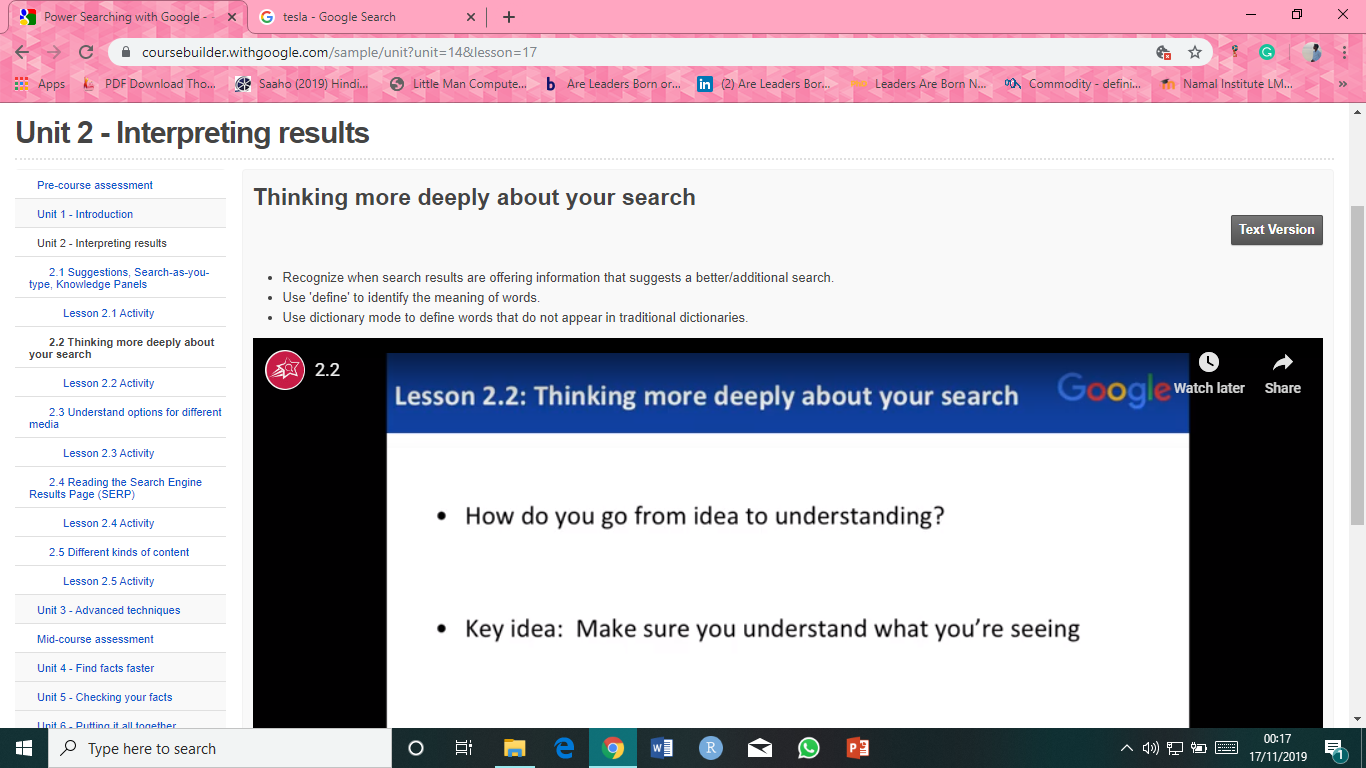 Power Searching with Google -
tesla - Google Search
coursebuilder.withgoogle.com/sample/unit?unit=14&lesson=17
Apps
PDF Download Tho...
Saaho (2019) Hindi...
Little Man Compute...
Are Leaders Born or...
(2) Are Leaders Bor...
Leaders Are Born N...
Commodity - defini...
Namal Institute LM...
Unit 2 - Interpreting results
Pre-course assessment
Unit 1 - Introduction
Unit 2 - Interpreting results
2.1 Suggestions, Search-as-you-
type, Knowledge Panels
Lesson 2.1 Activity
2.2 Thinking more deeply about
your search
Lesson 2.2 Activity
2.3 Understand options for different
media
Lesson 2.3 Activity
2.4 Reading the Search Engine
Results Page (SERP)
Lesson 2.4 Activity
2.5 Different kinds of content
Lesson 2.5 Activity
Unit 3 - Advanced techniques
Mid-course assessment
Unit 4 - Find facts faster
Unit 5 - Checking your facts
Unit 6 - Putting it all together
Thinking more deeply about your search
Text Version
• Recognize when search results are offering information that suggests a better/additional search.
• Use 'define' to identify the meaning of words.
• Use dictionary mode to define words that do not appear in traditional dictionaries.
2.2
Lesson 2.2: Thinking more deeply about your search
Google
Watch later
Share
• How do you go from idea to understanding?
• Key idea: Make sure you understand what you're seeing
Type here to search
00:17
17/11/2019
1